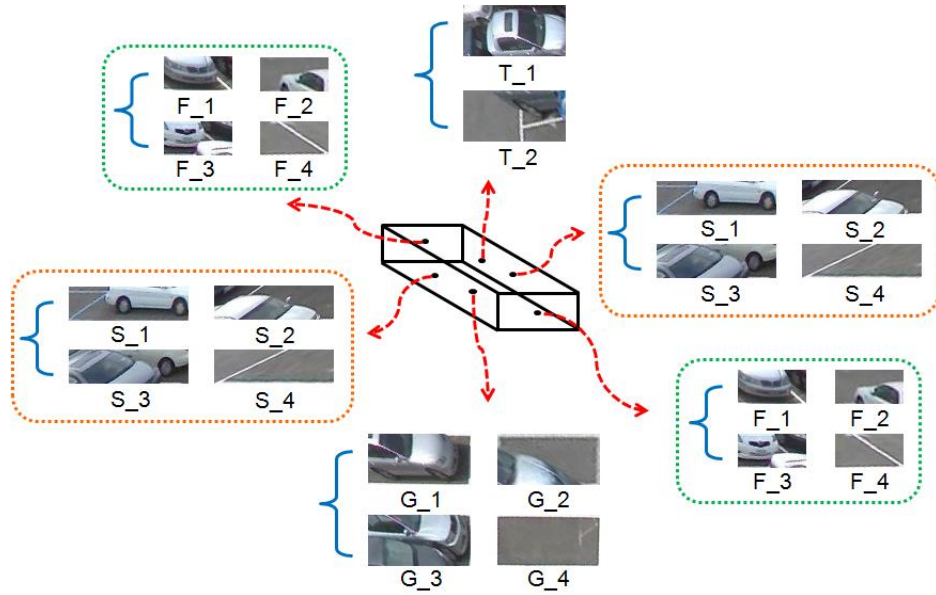 T_1
T_2
F_1 F_2
F_3 F_4
S_1 S_2
S_3 S_4
S_1 S_2
S_3 S_4
F_1 F_2
F_3 F_4
G_1 G_2
G_3 G_4